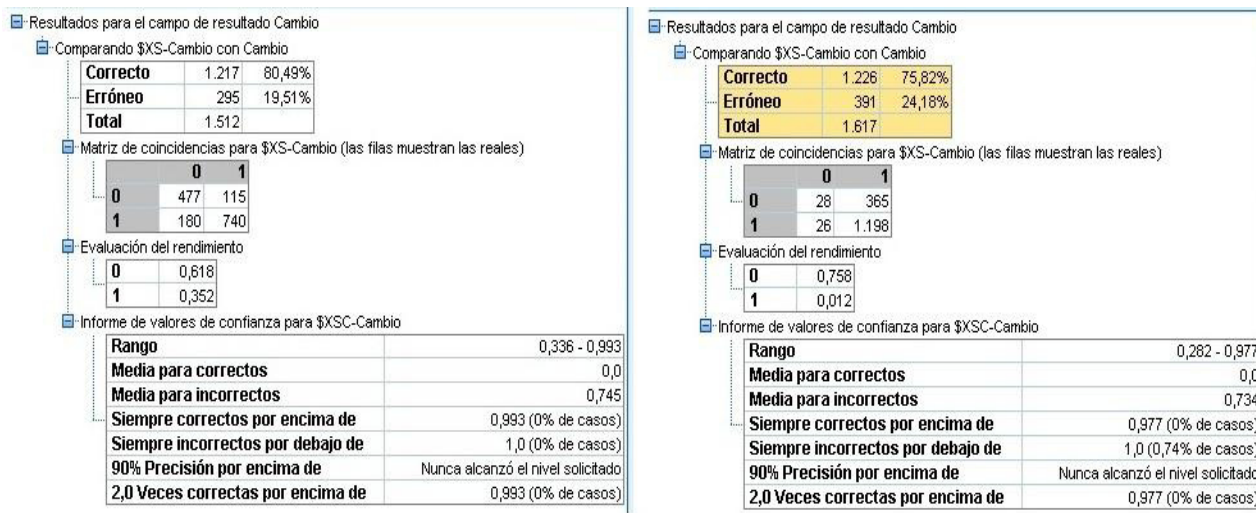 Resultados para el campo de resultado Cambio
Comparando $XS-Cambio con Cambio
Correcto 1.217 80,49%
Erróneo 295 19,51%
Total 1.512
Matriz de coincidencias para $XS-Cambio (las filas muestran las reales)
0 1
0 477 115
1 180 740
Evaluación del rendimiento
0 0,618
1 0,352
Informe de valores de confianza para $XSC-Cambio
Rango 0,336 - 0,993
Media para correctos 0,0
Media para incorrectos 0,745
Siempre correctos por encima de 0,993 (0% de casos)
Siempre incorrectos por debajo de 1,0 (0% de casos)
90% Precisión por encima de Nunca alcanzó el nivel solicitado
2,0 Veces correctas por encima de 0,993 (0% de casos)
Resultados para el campo de resultado Cambio
Comparando $XS-Cambio con Cambio
Correcto 1.226 75,82%
Erróneo 391 24,18%
Total 1.617
Matriz de coincidencias para $XS-Cambio (las filas muestran las reales)
0 1
0 28 365
1 26 1.198
Evaluación del rendimiento
0 0,758
1 0,012
Informe de valores de confianza para $XSC-Cambio
Rango 0,282 - 0,977
Media para correctos 0,0
Media para incorrectos 0,734
Siempre correctos por encima de 0,977 (0% de casos)
Siempre incorrectos por debajo de 1,0 (0,74% de casos)
90% Precisión por encima de Nunca alcanzó el nivel solicitado
2,0 Veces correctas por encima de 0,977 (0% de casos)